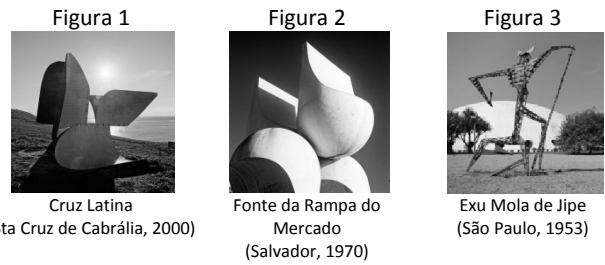 Figura 1
Figura 2
Figura 3
Cruz Latina
ta Cruz de Cabrália, 2000)
Fonte da Rampa do
Mercado
(Salvador, 1970)
Exu Mola de Jipe
(São Paulo, 1953)